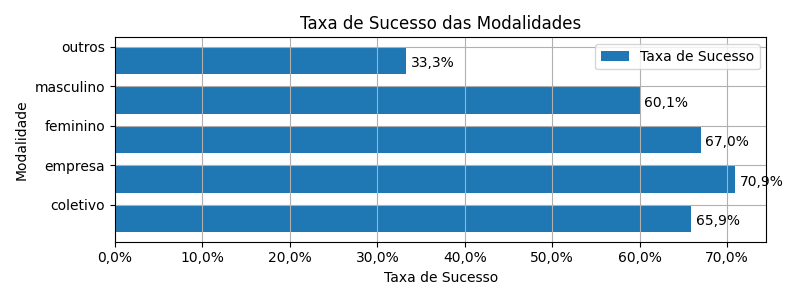 Taxa de Sucesso das Modalidades
Taxa de Sucesso
outros
33,3%
masculino
60,1%
feminino
67,0%
empresa
70,9%
coletivo
65,9%
Modalidade
0,0% 10,0% 20,0% 30,0% 40,0% 50,0% 60,0% 70,0%
Taxa de Sucesso